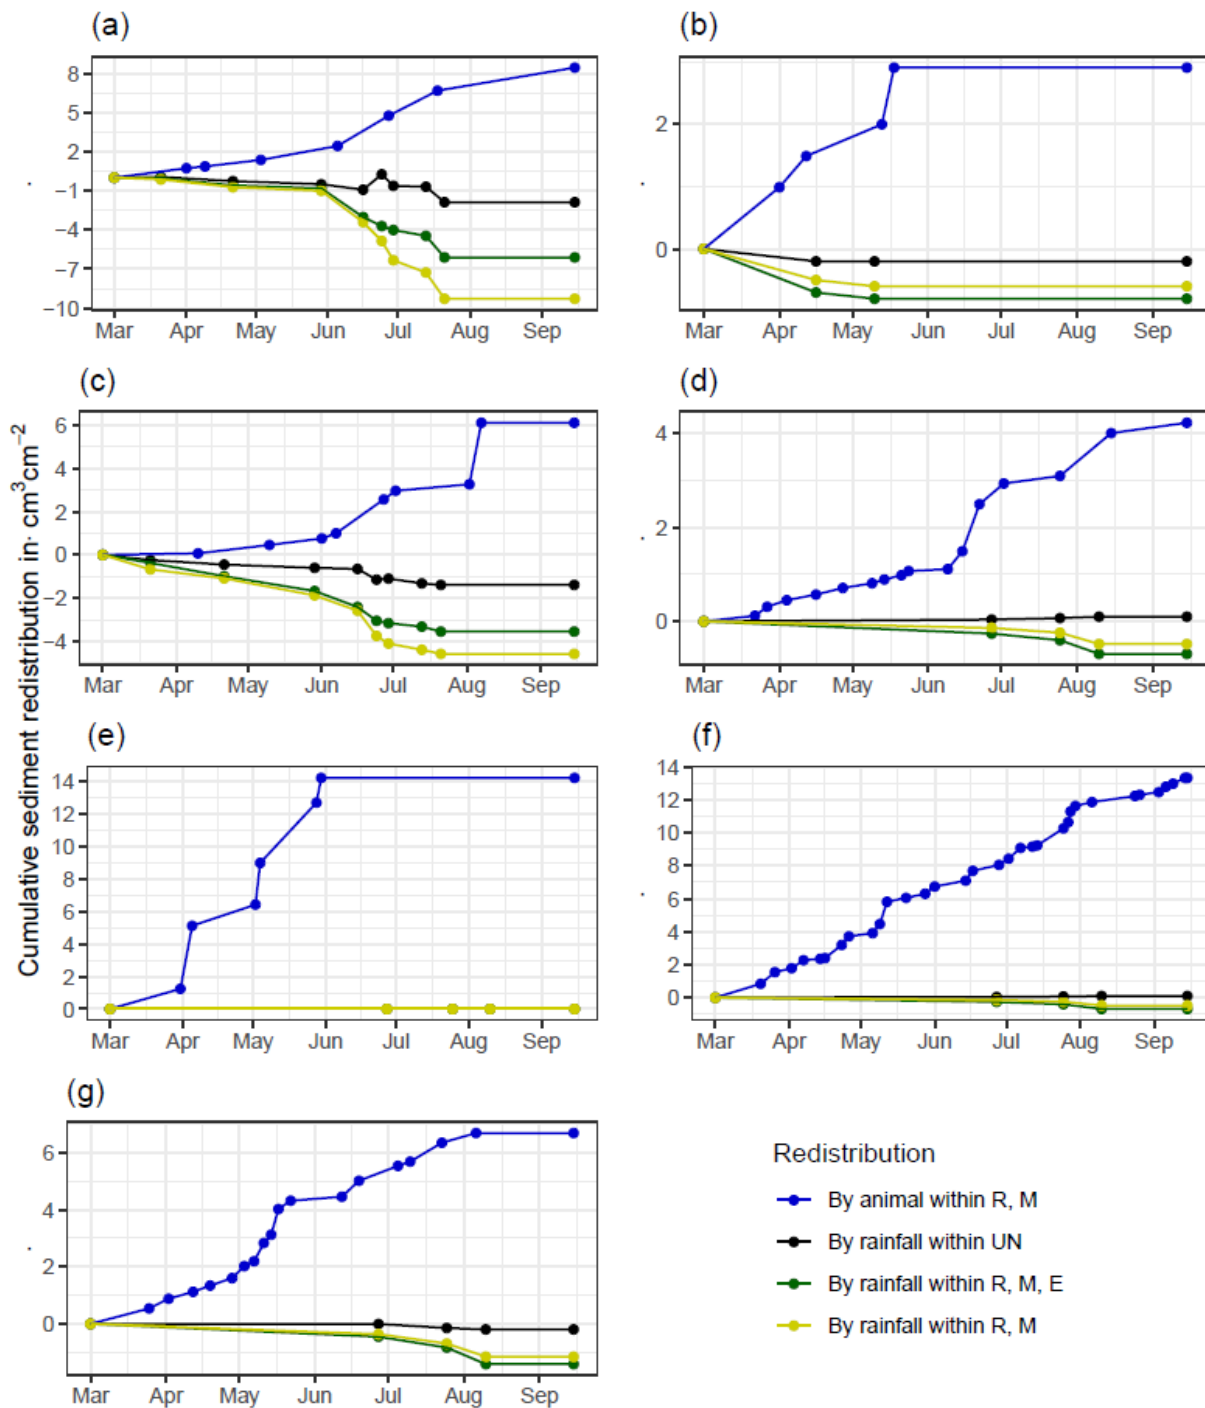 (a)
8
5
2
−1
−4
−7
−10
Mar Apr May Jun Jul Aug Sep
(b)
2
0
Mar Apr May Jun Jul Aug Sep
Cumulative sediment redistribution in· cm³cm⁻²
(c)
6
4
2
0
−2
−4
Mar Apr May Jun Jul Aug Sep
(d)
4
2
0
Mar Apr May Jun Jul Aug Sep
(e)
14
12
10
8
6
4
2
0
Mar Apr May Jun Jul Aug Sep
(f)
14
12
10
8
6
4
2
0
Mar Apr May Jun Jul Aug Sep
(g)
6
4
2
0
Mar Apr May Jun Jul Aug Sep
Redistribution
By animal within R, M
By rainfall within UN
By rainfall within R, M, E
By rainfall within R, M